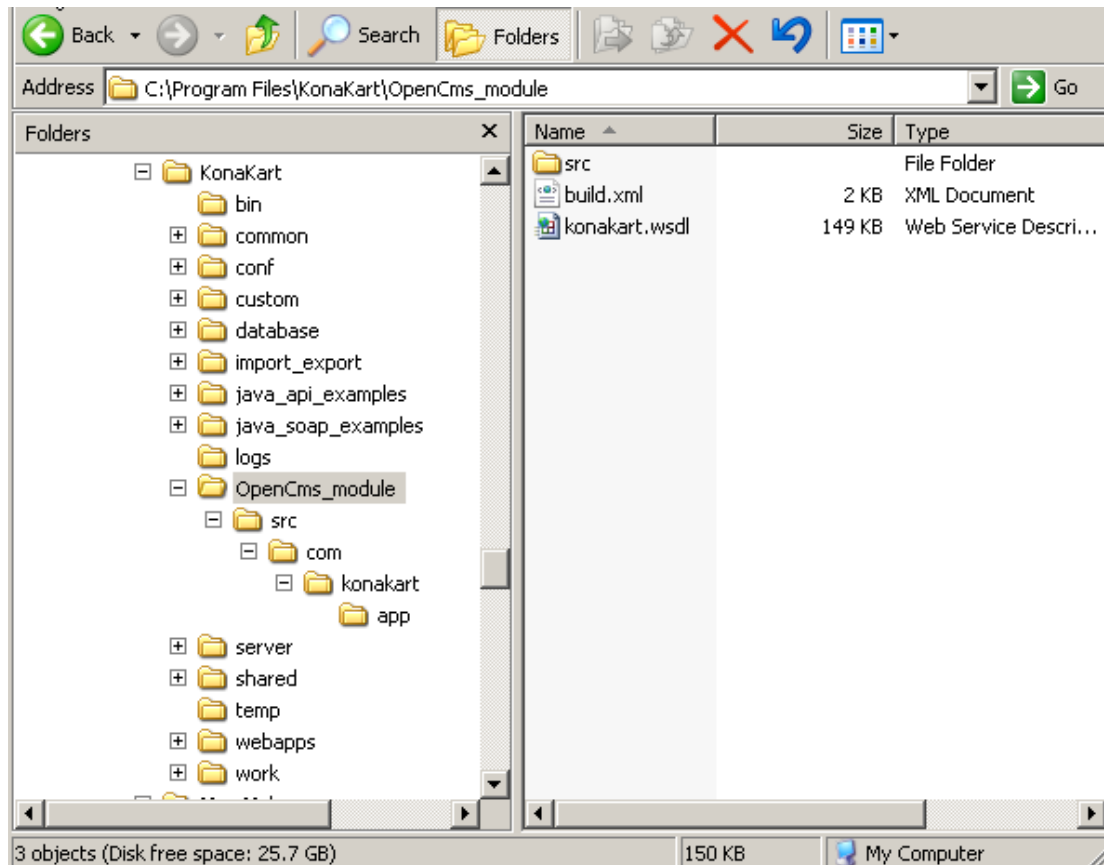 Back Search Folders
Address C:\Program Files\KonaKart\OpenCms_module Go
Folders
KonaKart
bin
common
conf
custom
database
import_export
java_api_examples
java_soap_examples
logs
OpenCms_module
src
com
konakart
app
server
shared
temp
webapps
work
Name Size Type
src File Folder
build.xml 2 KB XML Document
konakart.wsdl 149 KB Web Service Descri...
3 objects (Disk free space: 25.7 GB) 150 KB My Computer